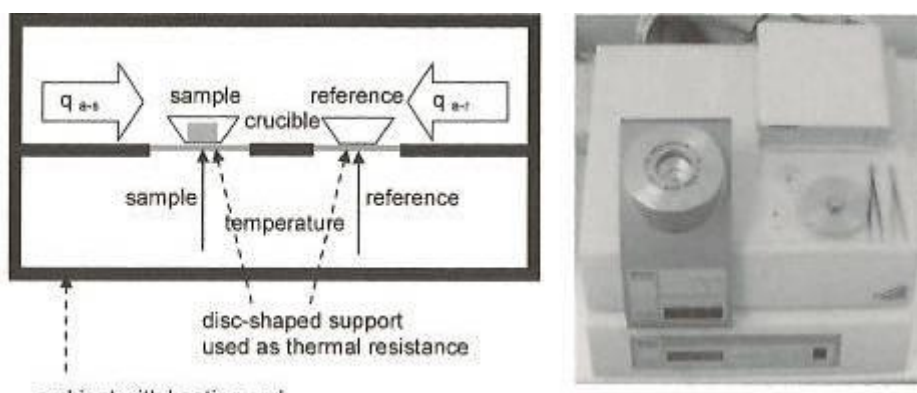 sample
reference
q a-s
crucible
q a-r
sample
reference
temperature
disc-shaped support
used as thermal resistance